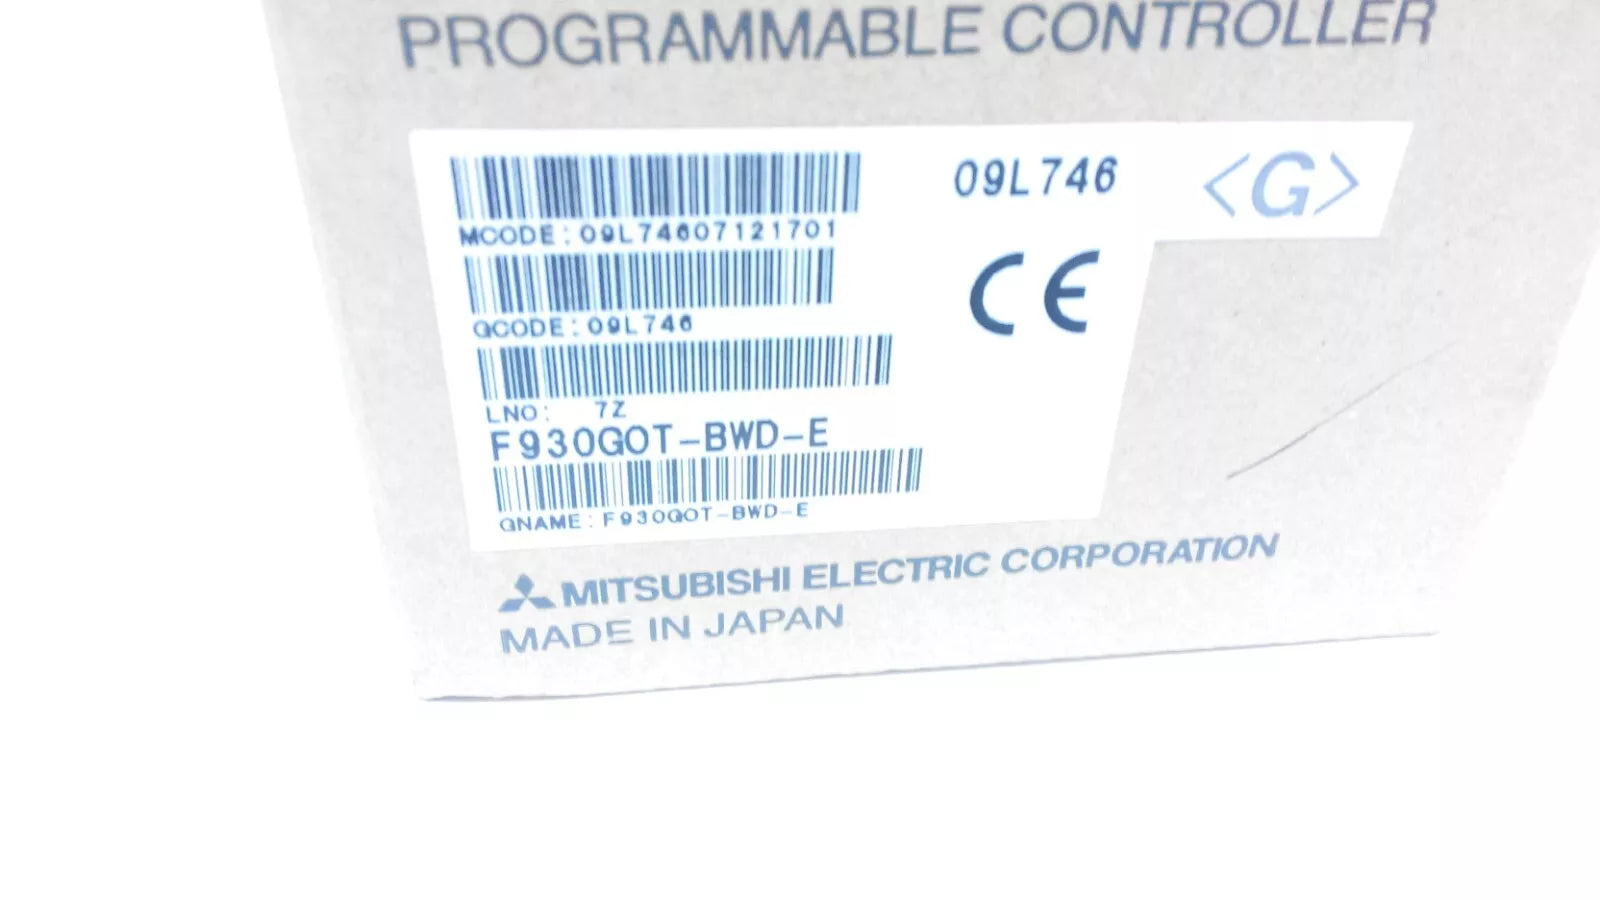 PROGRAMMABLE CONTROLLER
09L746 <G>
MCODE:09L74607121701
CE
QCODE:09L746
LNO: 7Z
F930GOT-BWD-E
QNAME:F930GOT-BWD-E
MITSUBISHI ELECTRIC CORPORATION
MADE IN JAPAN